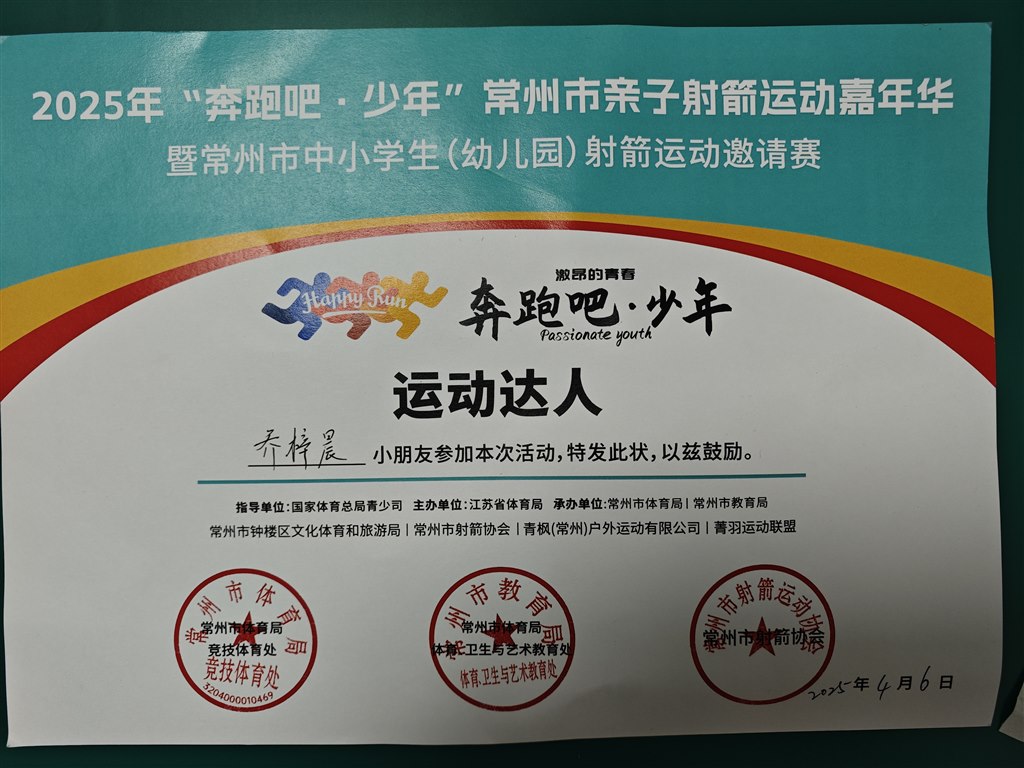 2025年“奔跑吧·少年”常州市亲子射箭运动嘉年华
暨常州市中小学生（幼儿园）射箭运动邀请赛
Happy Run
激昂的青春
奔跑吧·少年
Passionate youth
运动达人
乔梓晨 小朋友参加本次活动，特发此状，以兹鼓励。
指导单位:国家体育总局青少司 主办单位:江苏省体育局 承办单位:常州市体育局 | 常州市教育局
常州市钟楼区文化体育和旅游局 | 常州市射箭协会 | 青枫(常州)户外运动有限公司 | 菁羽运动联盟
常州市体育局
常州市体育局
竞技体育处
竞技体育处
3204000010469
常州市教育局
常州市教育局
体育、卫生与艺术教育处
体育、卫生与艺术教育处
常州市射箭运动协会
常州市射箭协会
2025年4月6日